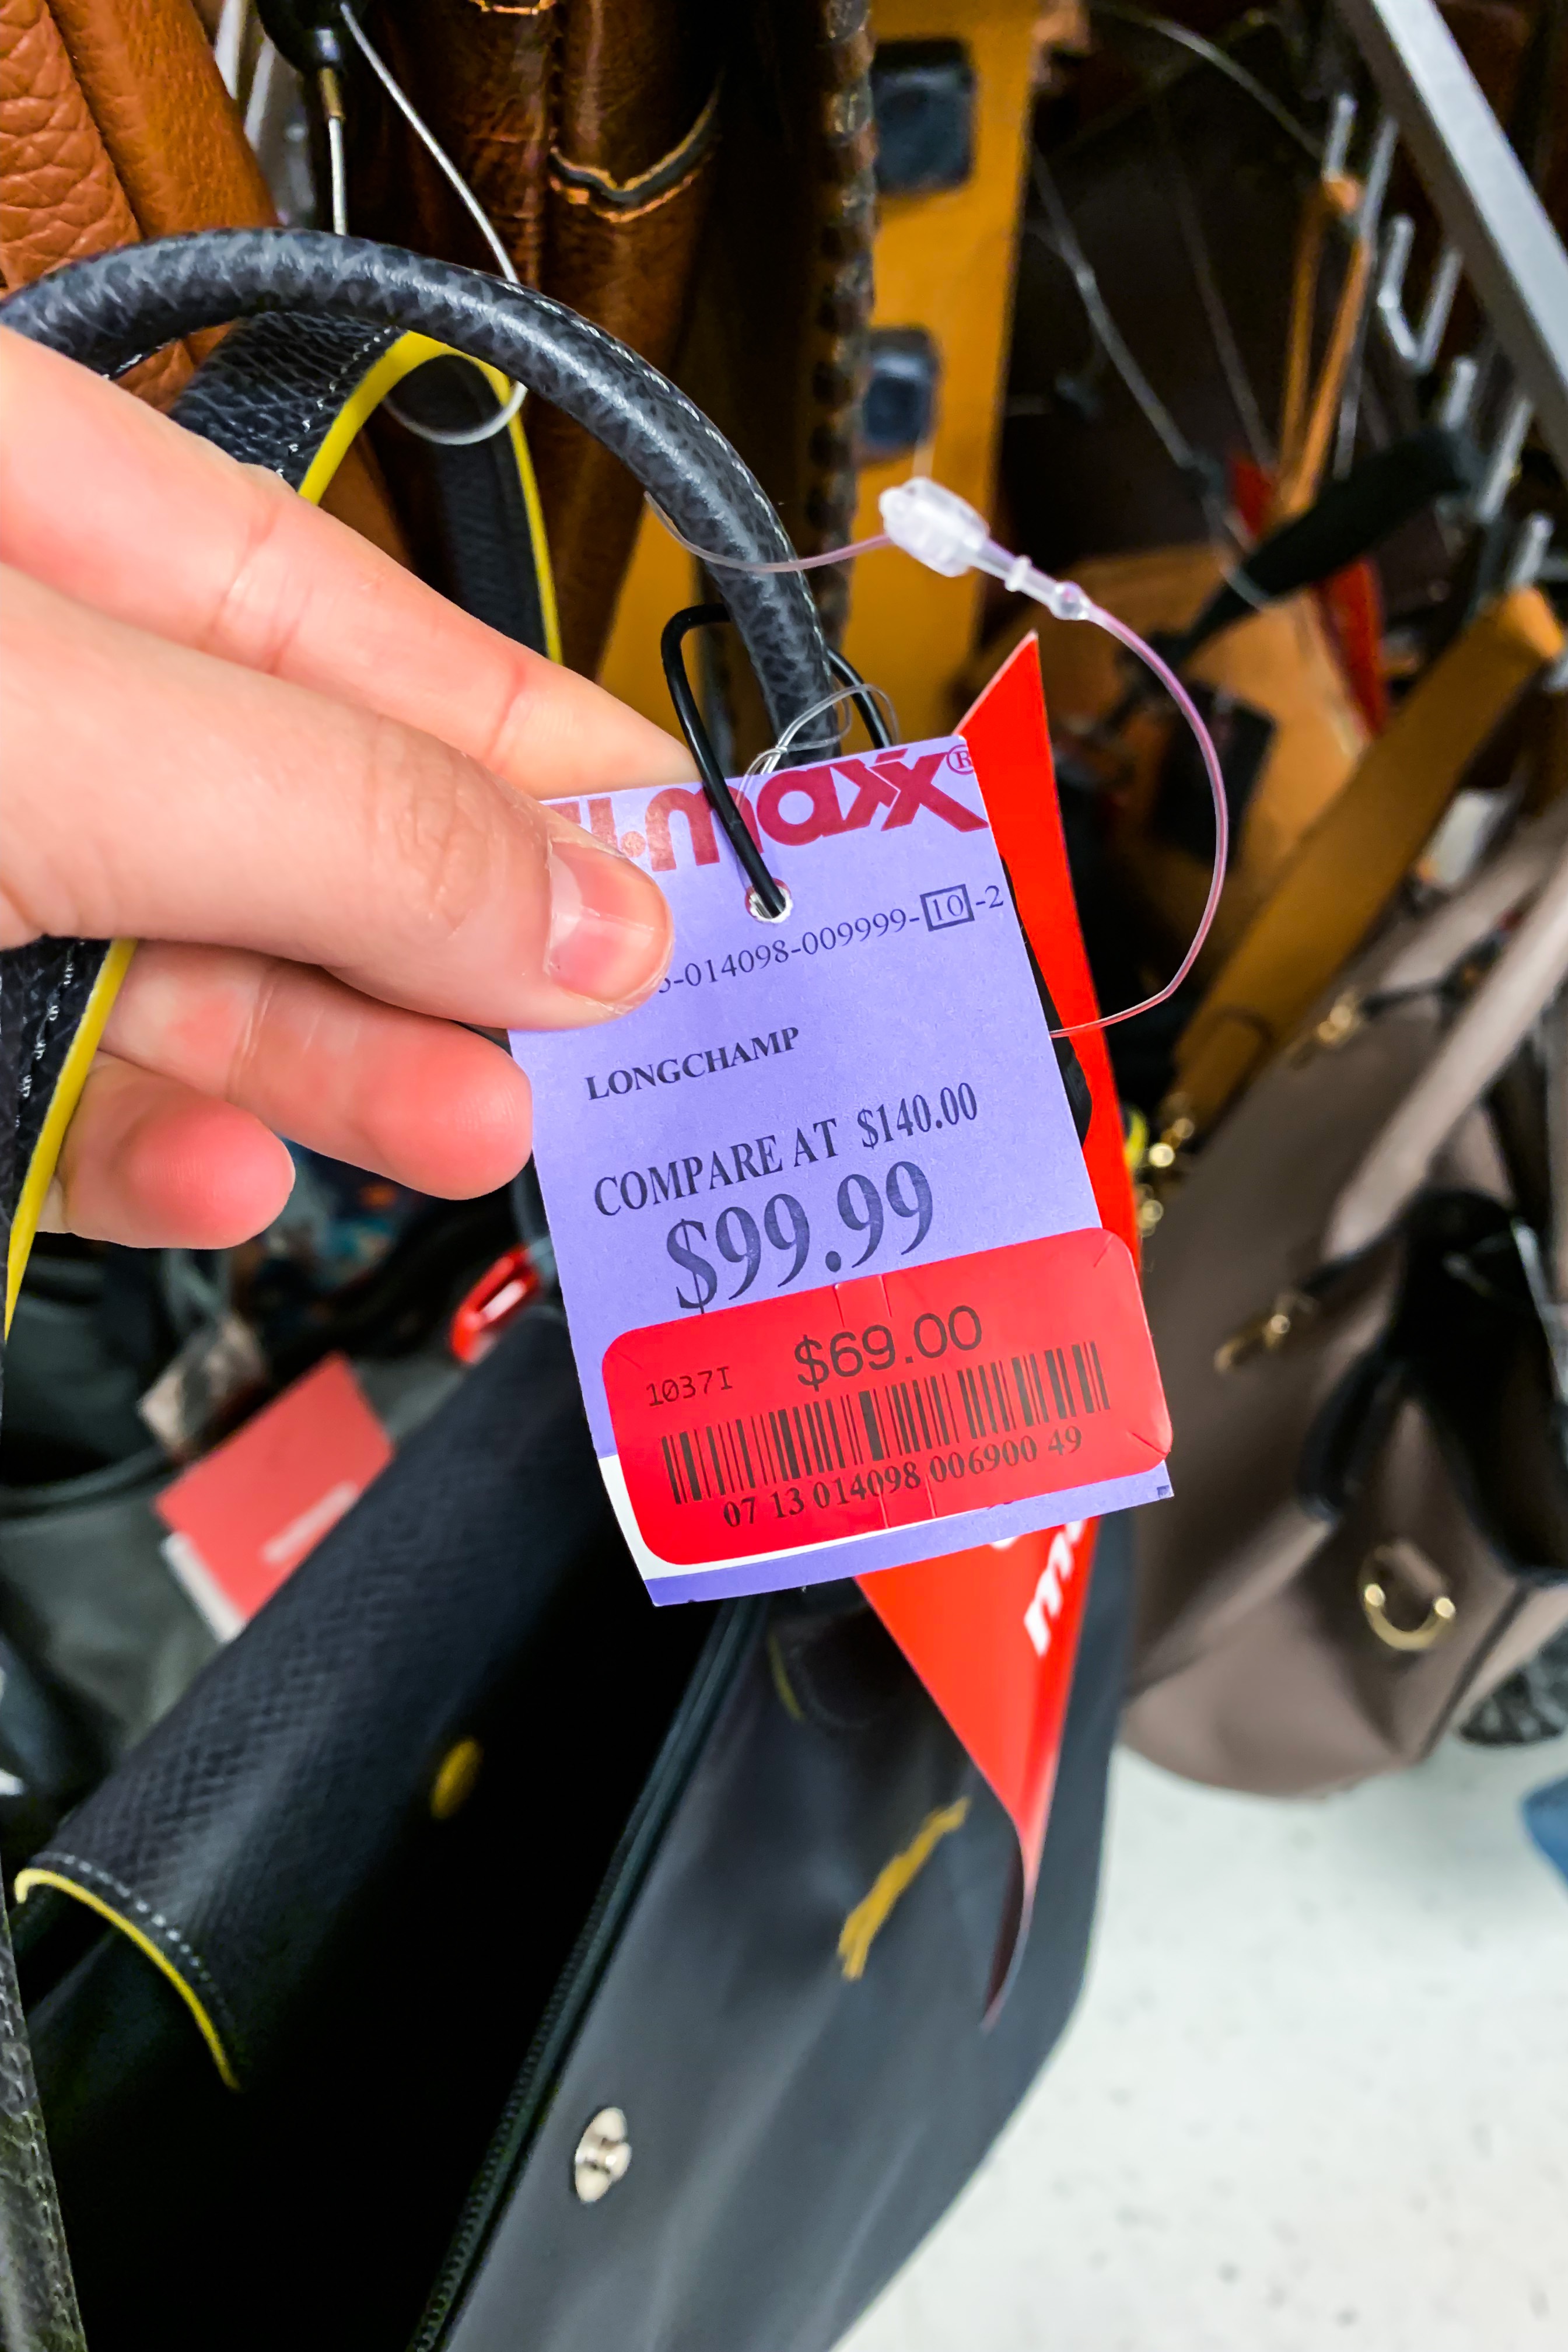 T.J.maxx®
5-014098-009999-10-2
LONGCHAMP
COMPARE AT $140.00
$99.99
$69.00
1037I
07 13 014098 006900 49